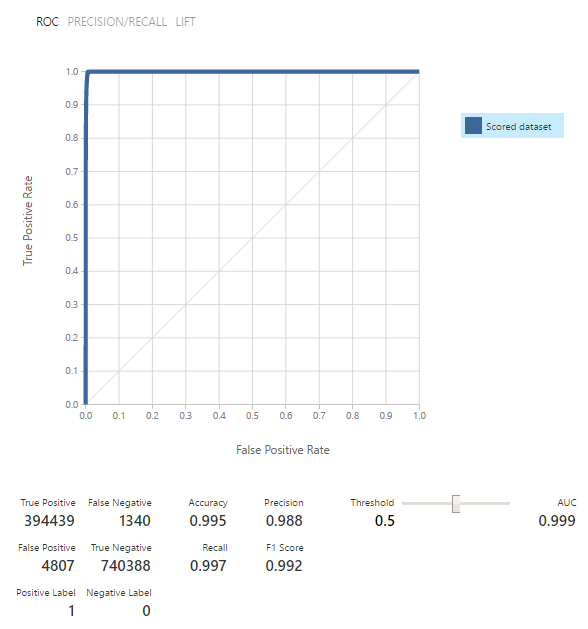 ROC PRECISION/RECALL LIFT
1.0
0.9
0.8
0.7
0.6
0.5
0.4
0.3
0.2
0.1
0.0
True Positive Rate
0.0 0.1 0.2 0.3 0.4 0.5 0.6 0.7 0.8 0.9 1.0
False Positive Rate
Scored dataset
True Positive False Negative Accuracy Precision Threshold AUC
394439 1340 0.995 0.988 0.5 0.999
False Positive True Negative Recall F1 Score
4807 740388 0.997 0.992
Positive Label Negative Label
1 0